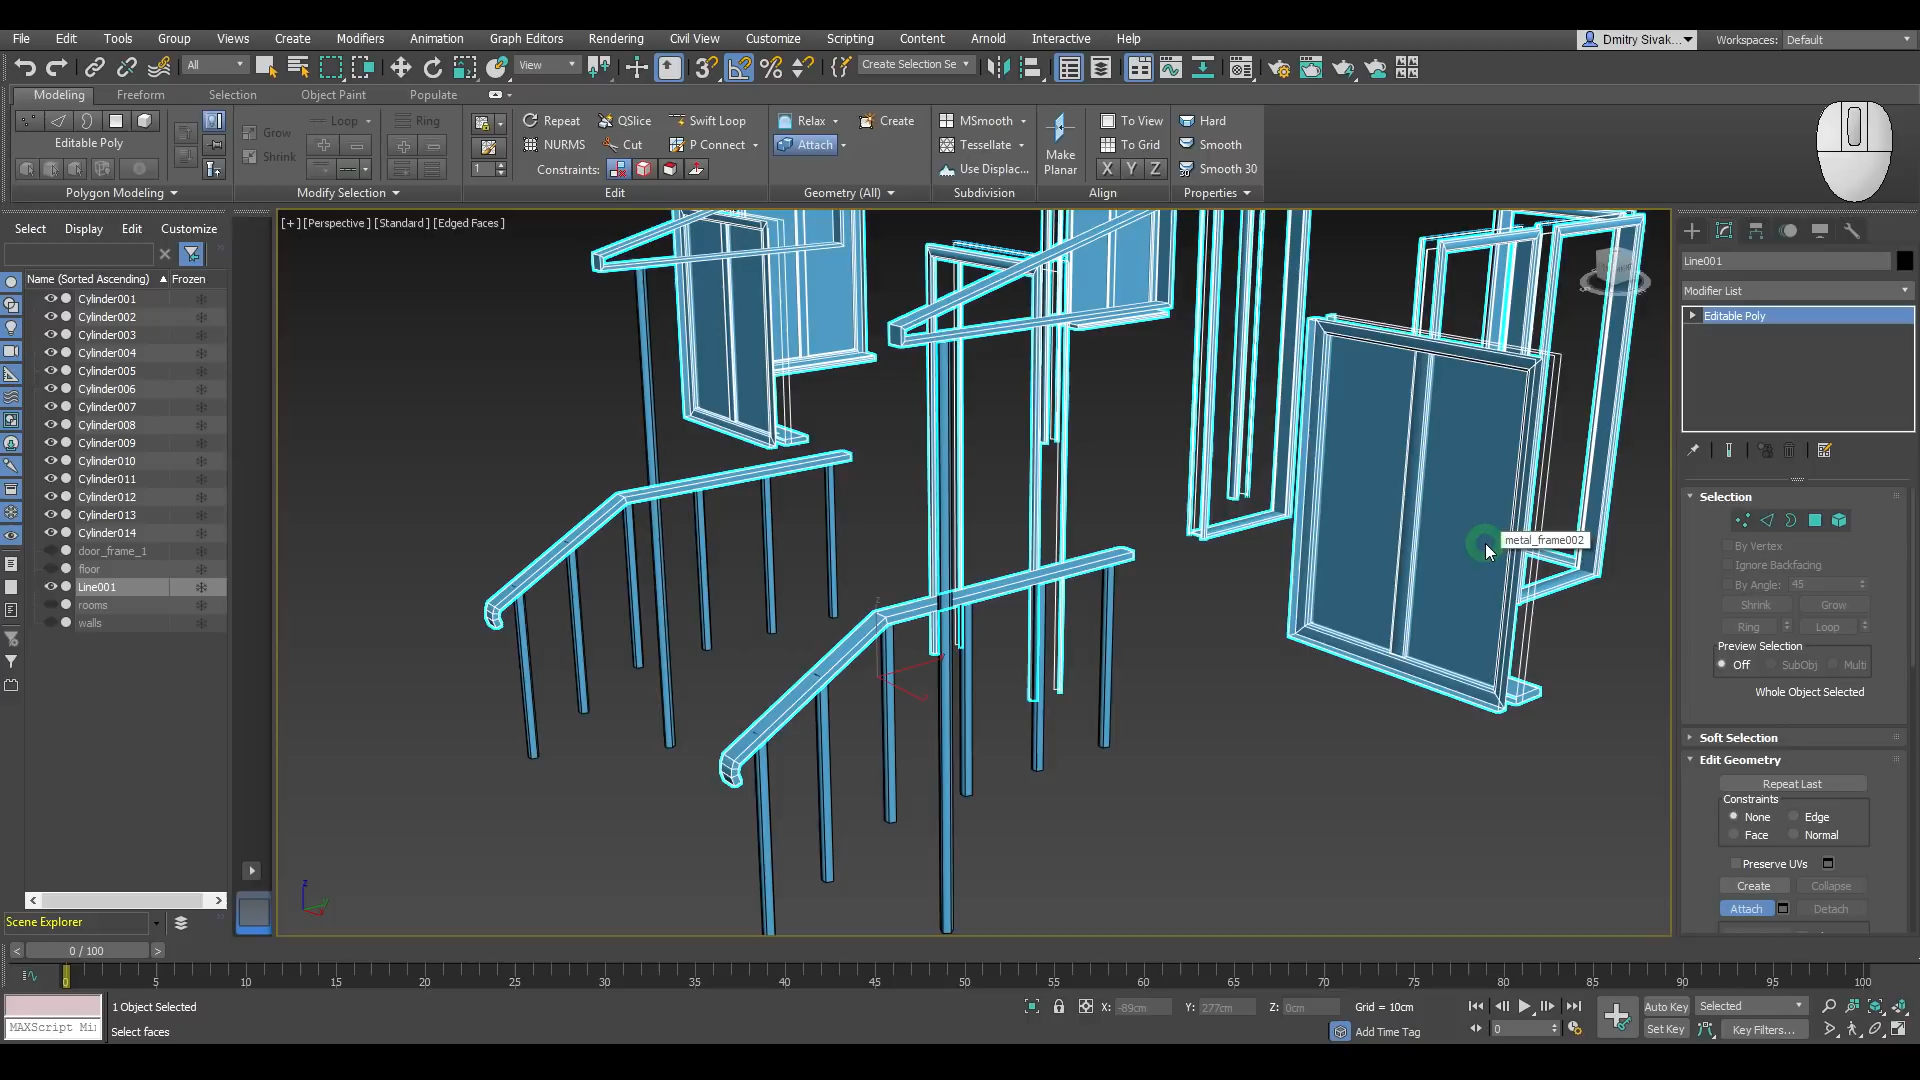 File Edit Tools Group Views Create Modifiers Animation Graph Editors Rendering Civil View Customize Scripting Content Arnold Interactive Help
Dmitry Sivak... Workspaces: Default
All View Create Selection Se
Modeling Freeform Selection Object Paint Populate
Loop Ring Repeat QSlice Swift Loop Relax Create MSmooth To View Hard
Grow
Editable Poly NURMS Cut P Connect Attach Tessellate To Grid Smooth
Shrink Make Planar
1 Constraints: Use Displac... X Y Z Smooth 30
Polygon Modeling Modify Selection Edit Geometry (All) Subdivision Align Properties
Select Display Edit Customize
[+] [Perspective] [Standard] [Edged Faces]
Name (Sorted Ascending) Frozen
Cylinder001
Cylinder002
Cylinder003
Cylinder004
Cylinder005
Cylinder006
Cylinder007
Cylinder008
Cylinder009
Cylinder010
Cylinder011
Cylinder012
Cylinder013
Cylinder014
door_frame_1
floor
Line001
rooms
walls
Scene Explorer
metal_frame002
Line001
Modifier List
Editable Poly
Selection
By Vertex
Ignore Backfacing
By Angle: 45
Shrink Grow
Ring Loop
Preview Selection
Off SubObj Multi
Whole Object Selected
Soft Selection
Edit Geometry
Repeat Last
Constraints
None Edge
Face Normal
Preserve UVs
Create Collapse
Attach Detach
0 / 100
0 5 10 15 20 25 30 35 40 45 50 55 60 65 70 75 80 85 90 95 100
1 Object Selected X: -89cm Y: 277cm Z: 0cm Grid = 10cm Auto Key Selected
MAXScript Mi Select faces Add Time Tag 0 Set Key Key Filters...